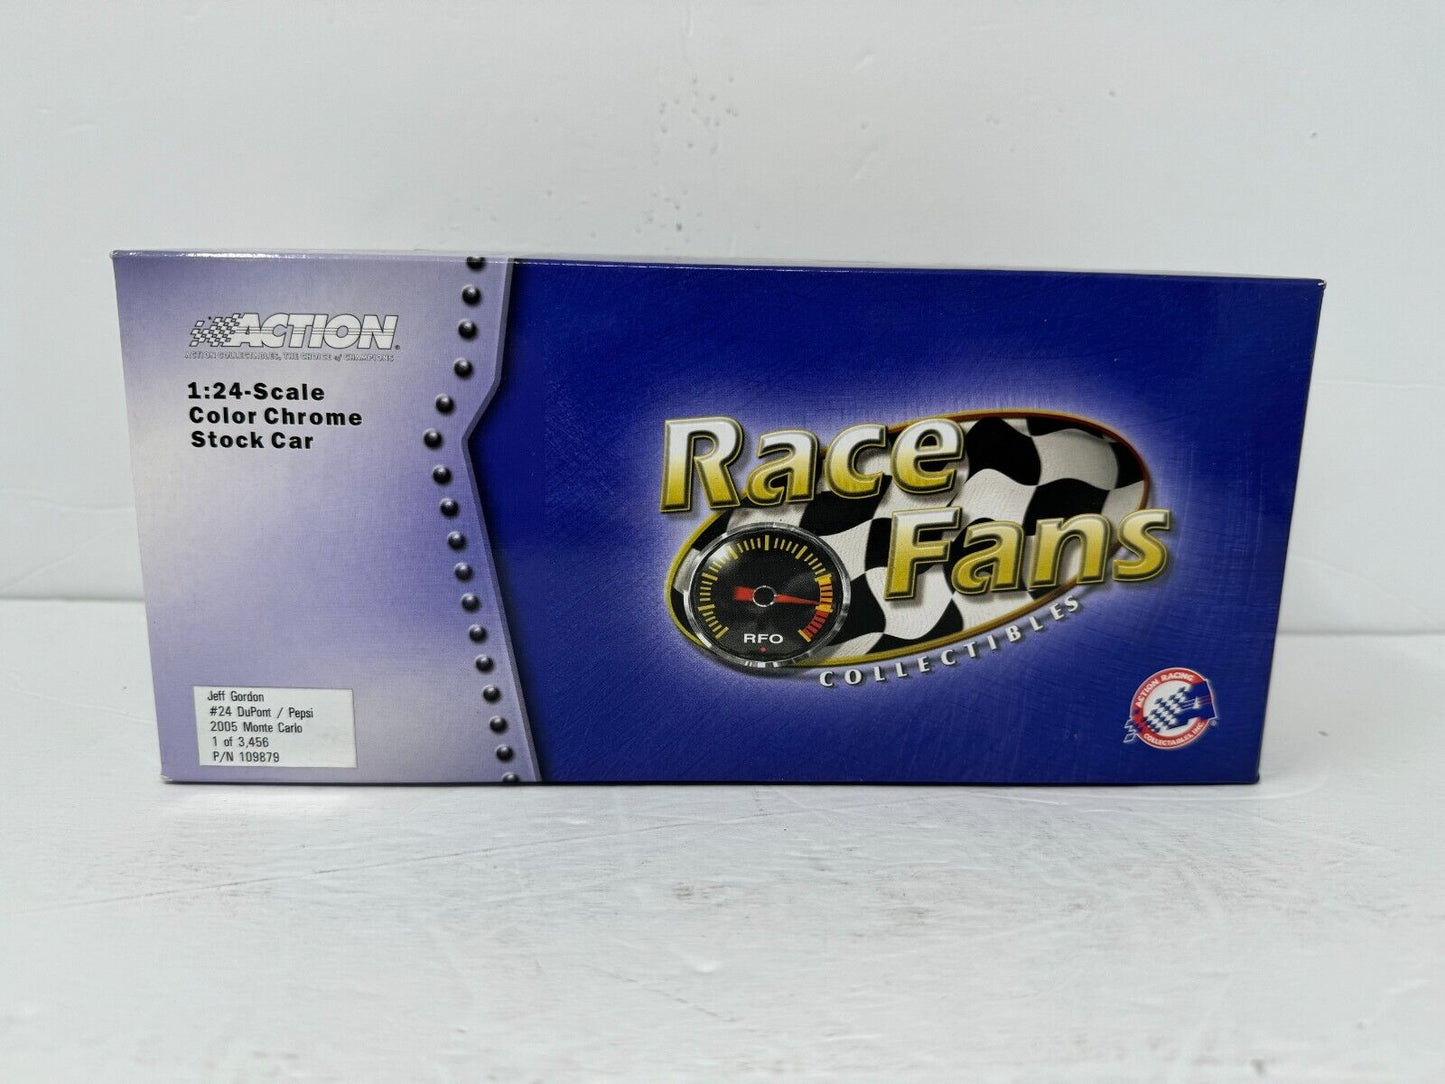 ACTION
ACTION COLLECTABLES, THE CHOICE of CHAMPIONS
1:24-Scale
Color Chrome
Stock Car
Jeff Gordon
#24 DuPont / Pepsi
2005 Monte Carlo
1 of 3,456
P/N 109879
Race
Fans
COLLECTIBLES
RFO
ACTION RACING
COLLECTABLES, INC.